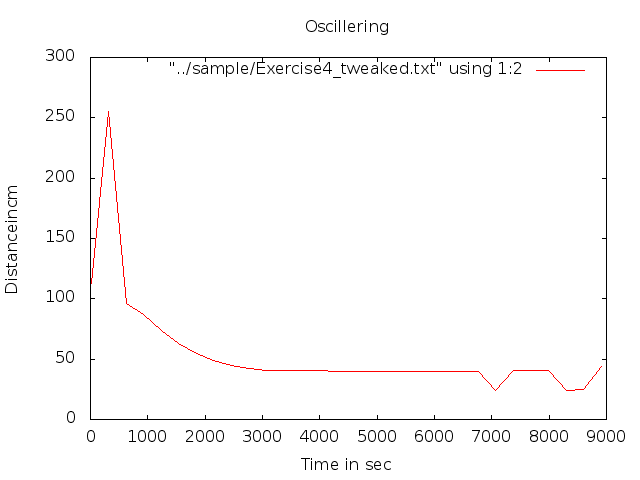 Oscillering
300
"../sample/Exercise4_tweaked.txt" using 1:2
250
200
150
100
50
0
Distanceincm
0 1000 2000 3000 4000 5000 6000 7000 8000 9000
Time in sec